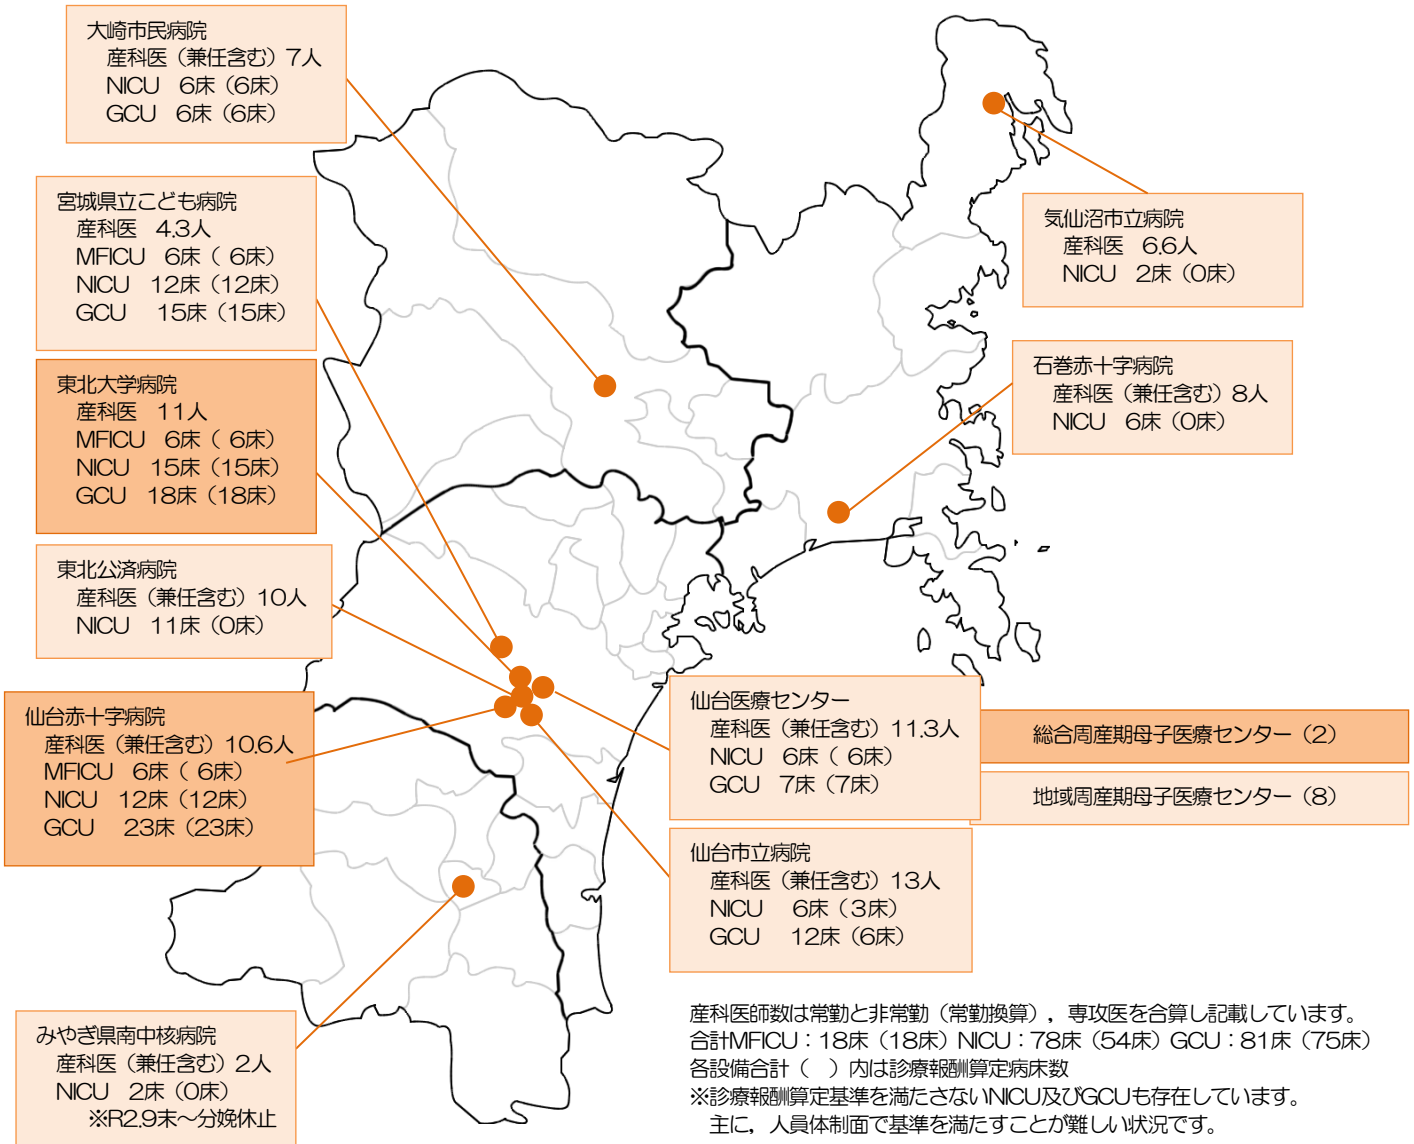 大崎市民病院
産科医（兼任含む）7人
NICU 6床（6床）
GCU 6床（6床）
宮城県立こども病院
産科医 4.3人
MFICU 6床（ 6床）
NICU 12床（12床）
GCU 15床（15床）
東北大学病院
産科医 11人
MFICU 6床（ 6床）
NICU 15床（15床）
GCU 18床（18床）
東北公済病院
産科医（兼任含む）10人
NICU 11床（0床）
仙台赤十字病院
産科医（兼任含む）10.6人
MFICU 6床（ 6床）
NICU 12床（12床）
GCU 23床（23床）
みやぎ県南中核病院
産科医（兼任含む）2人
NICU 2床（0床）
※R2.9末～分娩休止
気仙沼市立病院
産科医 6.6人
NICU 2床（0床）
石巻赤十字病院
産科医（兼任含む）8人
NICU 6床（0床）
仙台医療センター
産科医（兼任含む）11.3人
NICU 6床（ 6床）
GCU 7床（7床）
総合周産期母子医療センター（2）
地域周産期母子医療センター（8）
仙台市立病院
産科医（兼任含む）13人
NICU 6床（３床）
GCU 12床（6床）
産科医師数は常勤と非常勤（常勤換算），専攻医を合算し記載しています。
合計MFICU：18床（18床）NICU：78床（54床）GCU：81床（75床）
各設備合計（ ）内は診療報酬算定病床数
※診療報酬算定基準を満たさないNICU及びGCUも存在しています。
主に，人員体制面で基準を満たすことが難しい状況です。